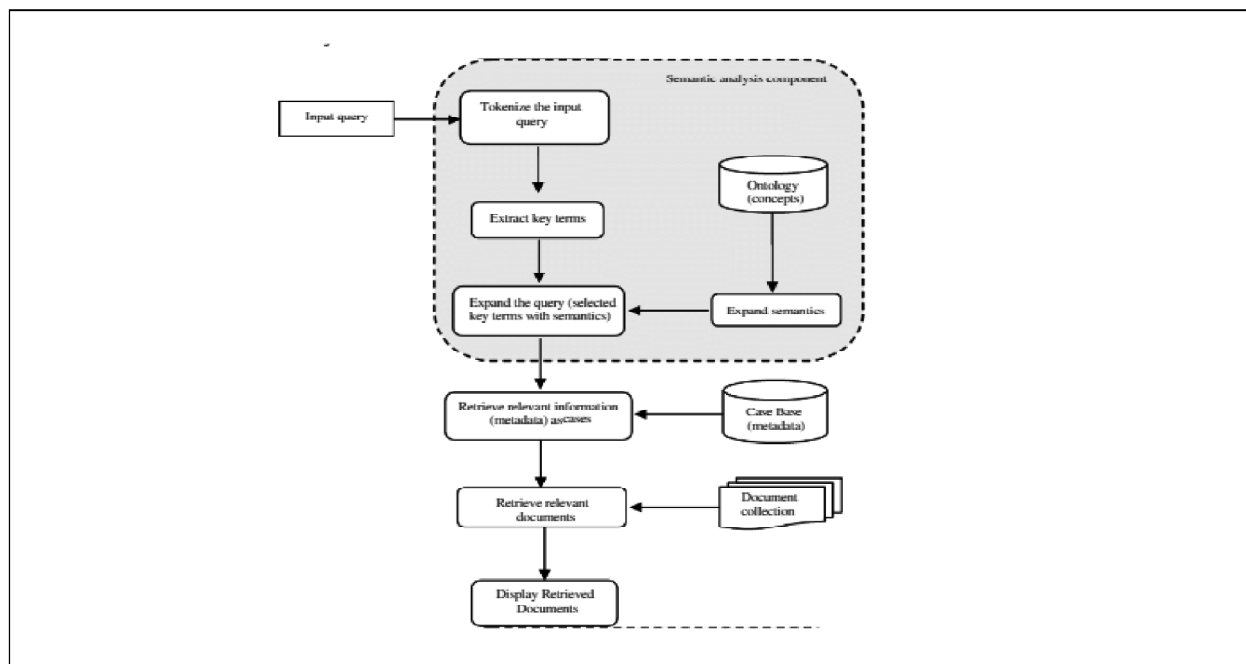 Semantic analysis component
Input query
Tokenize the input
query
Ontology
(concepts)
Extract key terms
Expand the query (selected
key terms with semantics)
Expand semantics
Retrieve relevant information
(metadata) ascases
Case Base
(metadata)
Retrieve relevant
documents
Document
collection
Display Retrieved
Documents